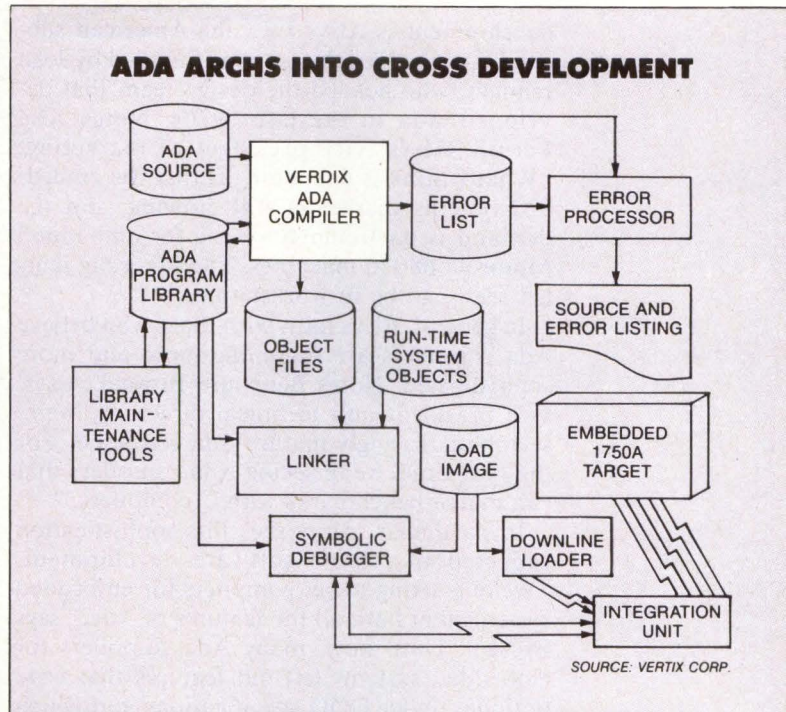 ADA ARCHS INTO CROSS DEVELOPMENT
ADA
SOURCE
VERDIX
ADA
COMPILER
ERROR
LIST
ERROR
PROCESSOR
ADA
PROGRAM
LIBRARY
OBJECT
FILES
RUN-TIME
SYSTEM
OBJECTS
SOURCE AND
ERROR LISTING
LIBRARY
MAIN-
TENANCE
TOOLS
LINKER
LOAD
IMAGE
EMBEDDED
1750A
TARGET
SYMBOLIC
DEBUGGER
DOWNLINE
LOADER
INTEGRATION
UNIT
SOURCE: VERTIX CORP.